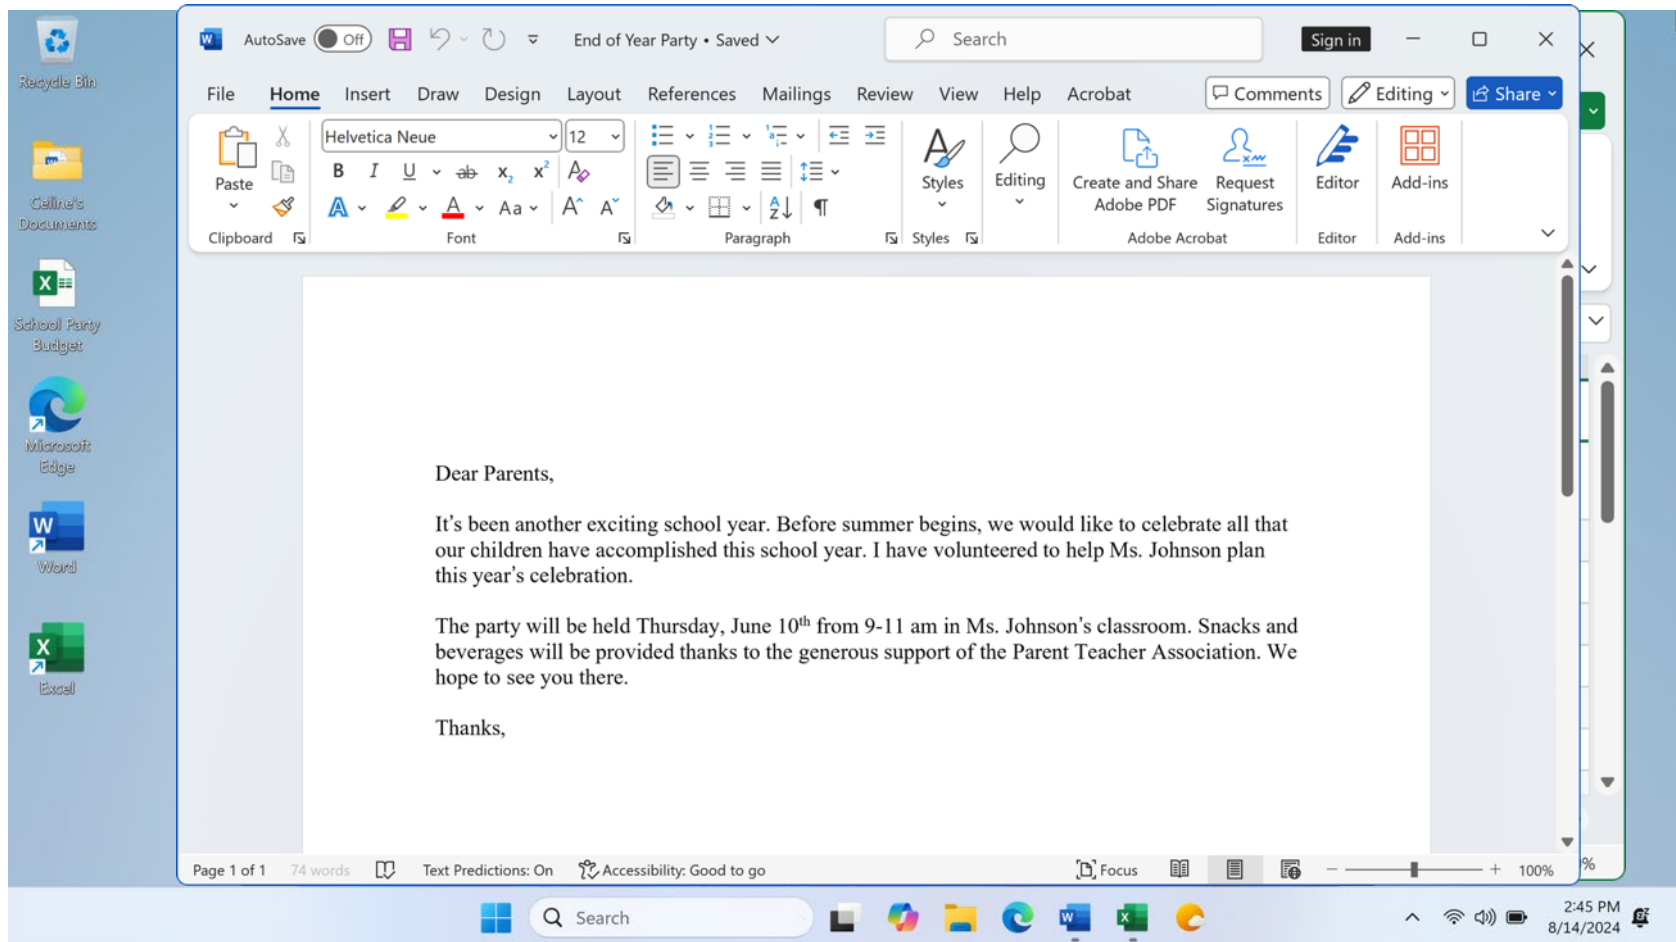 Recycle Bin
Celine's
Documents
School Party
Budget
Microsoft
Edge
Word
Excel
AutoSave Off End of Year Party • Saved Search Sign in
File Home Insert Draw Design Layout References Mailings Review View Help Acrobat Comments Editing Share
Paste
Helvetica Neue 12
Styles
Editing
Create and Share
Adobe PDF
Request
Signatures
Editor
Add-ins
Clipboard Font Paragraph Styles Adobe Acrobat Editor Add-ins
Dear Parents,
It's been another exciting school year. Before summer begins, we would like to celebrate all that
our children have accomplished this school year. I have volunteered to help Ms. Johnson plan
this year's celebration.
The party will be held Thursday, June 10th from 9-11 am in Ms. Johnson's classroom. Snacks and
beverages will be provided thanks to the generous support of the Parent Teacher Association. We
hope to see you there.
Thanks,
Page 1 of 1 74 words Text Predictions: On Accessibility: Good to go Focus 100%
Search
2:45 PM
8/14/2024